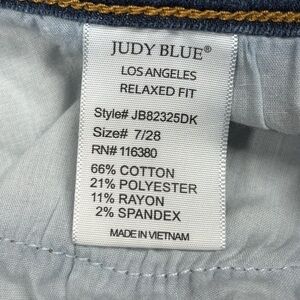 JUDY BLUE®
LOS ANGELES
RELAXED FIT
Style# JB82325DK
Size# 7/28
RN# 116380
66% COTTON
21% POLYESTER
11% RAYON
2% SPANDEX
MADE IN VIETNAM